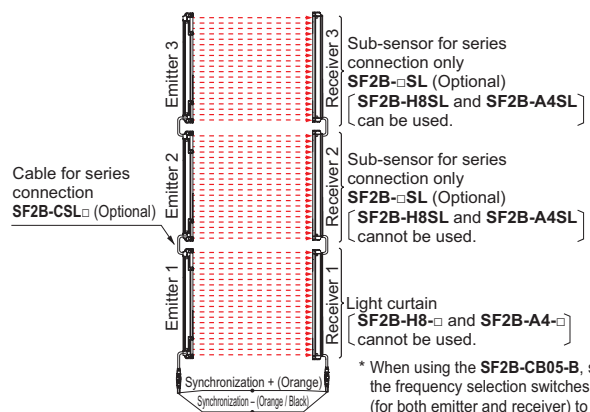 Emitter 3
Receiver 3
Sub-sensor for series
connection only
SF2B-□SL (Optional)
SF2B-H8SL and SF2B-A4SL
can be used.
Emitter 2
Receiver 2
Sub-sensor for series
connection only
SF2B-□SL (Optional)
SF2B-H8SL and SF2B-A4SL
cannot be used.
Cable for series
connection
SF2B-CSL□ (Optional)
Emitter 1
Receiver 1
Light curtain
SF2B-H8-□ and SF2B-A4-□
cannot be used.
Synchronization + (Orange)
Synchronization – (Orange / Black)
* When using the SF2B-CB05-B, s
the frequency selection switches
(for both emitter and receiver) to